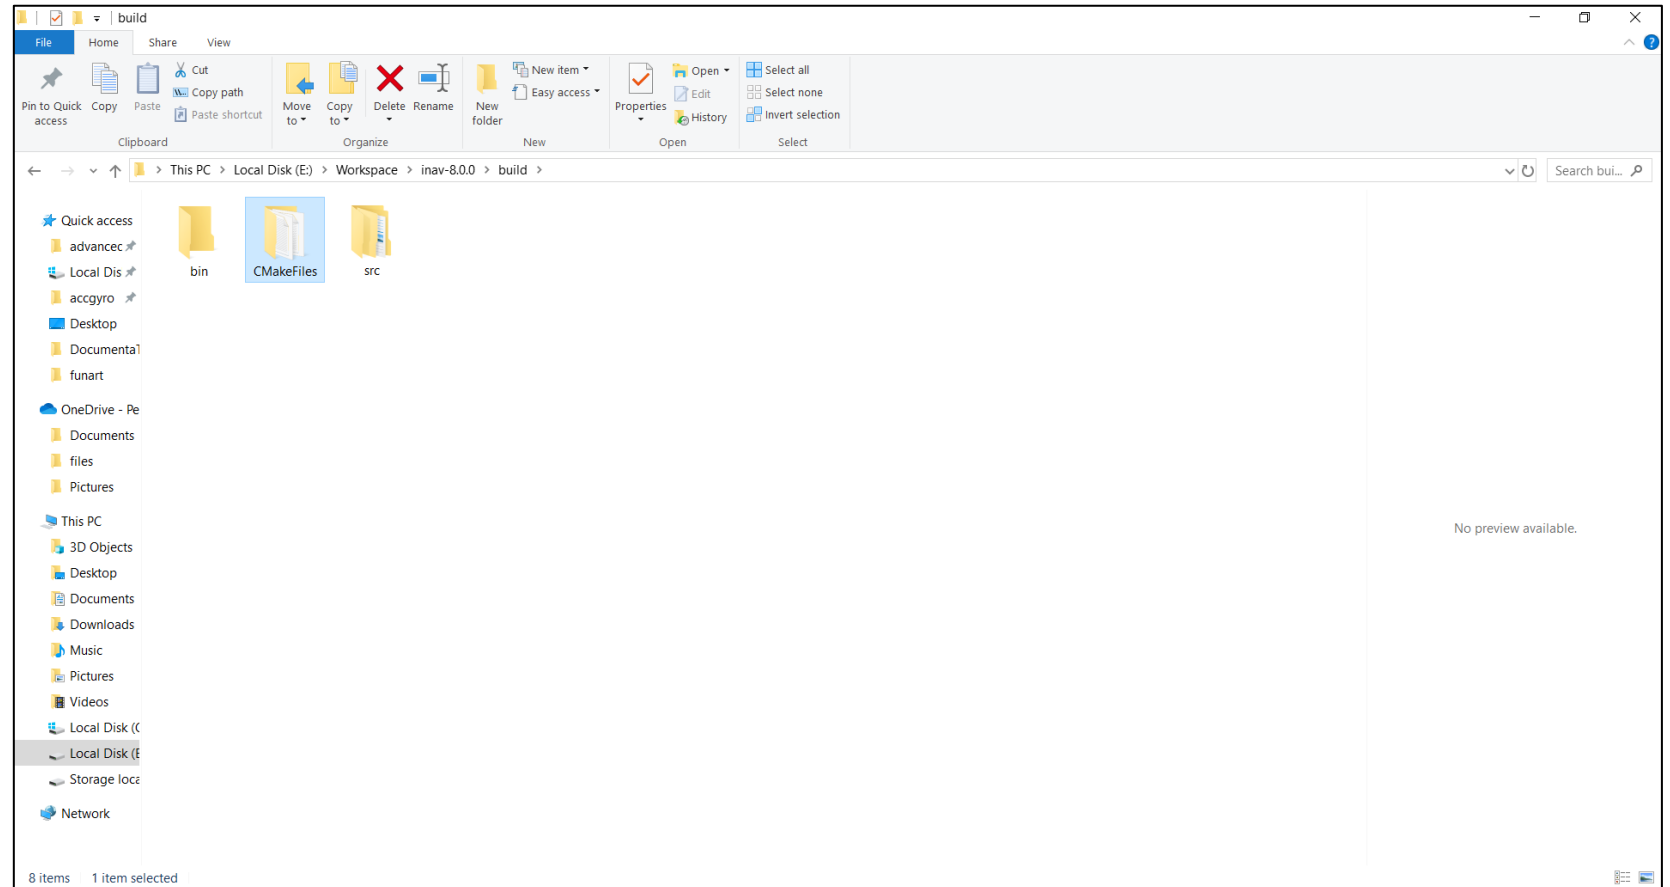 build
File Home Share View
Pin to Quick access
Copy
Paste
Cut
Copy path
Paste shortcut
Clipboard
Move to
Copy to
Delete
Rename
Organize
New folder
New item
Easy access
New
Properties
Open
Edit
History
Open
Select all
Select none
Invert selection
Select
This PC > Local Disk (E:) > Workspace > inav-8.0.0 > build >
Search bui...
Quick access
advancec
Local Dis
accgyro
Desktop
Documenta
funart
OneDrive - Pe
Documents
files
Pictures
This PC
3D Objects
Desktop
Documents
Downloads
Music
Pictures
Videos
Local Disk (
Local Disk (E
Storage loca
Network
bin
CMakeFiles
src
No preview available.
8 items 1 item selected